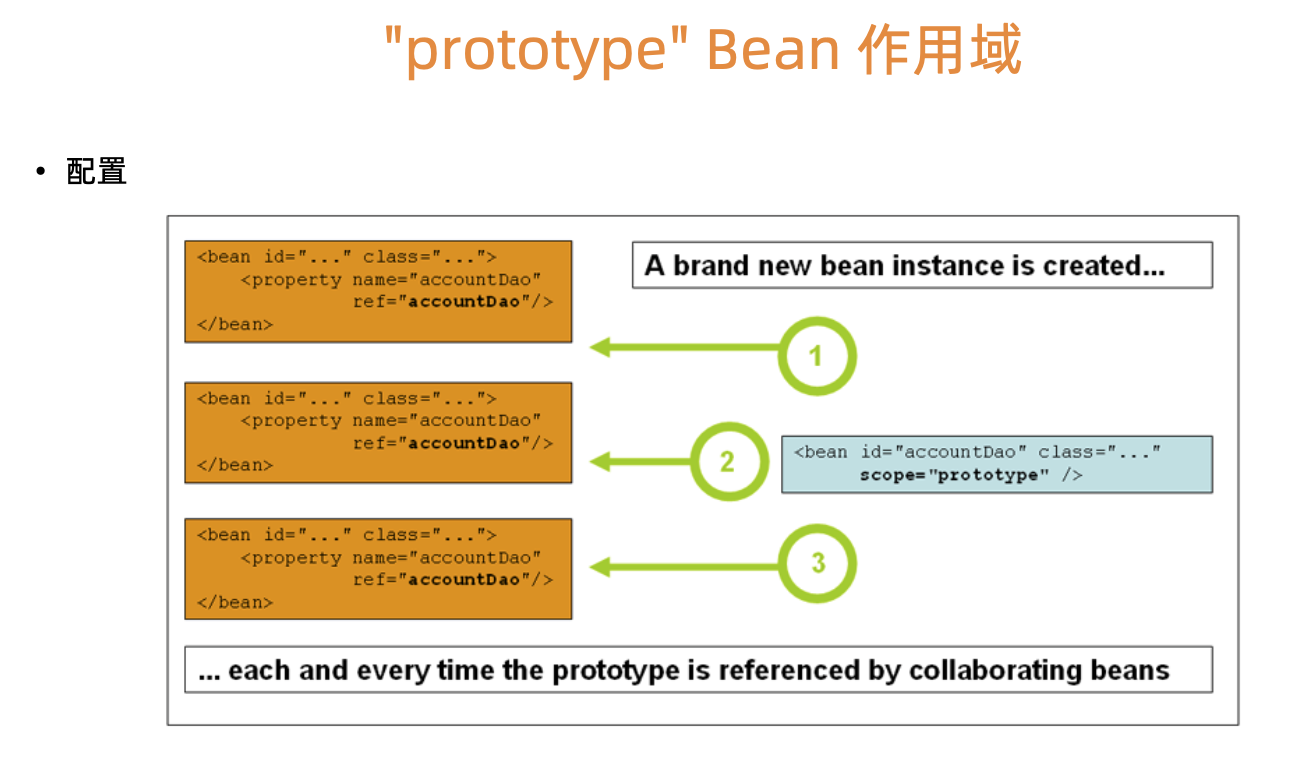 "prototype" Bean 作用域
• 配置
<bean id="..." class="...">
<property name="accountDao"
ref="accountDao"/>
</bean>
A brand new bean instance is created...
1
<bean id="..." class="...">
<property name="accountDao"
ref="accountDao"/>
</bean>
2
<bean id="accountDao" class="..."
scope="prototype" />
<bean id="..." class="...">
<property name="accountDao"
ref="accountDao"/>
</bean>
3
... each and every time the prototype is referenced by collaborating beans